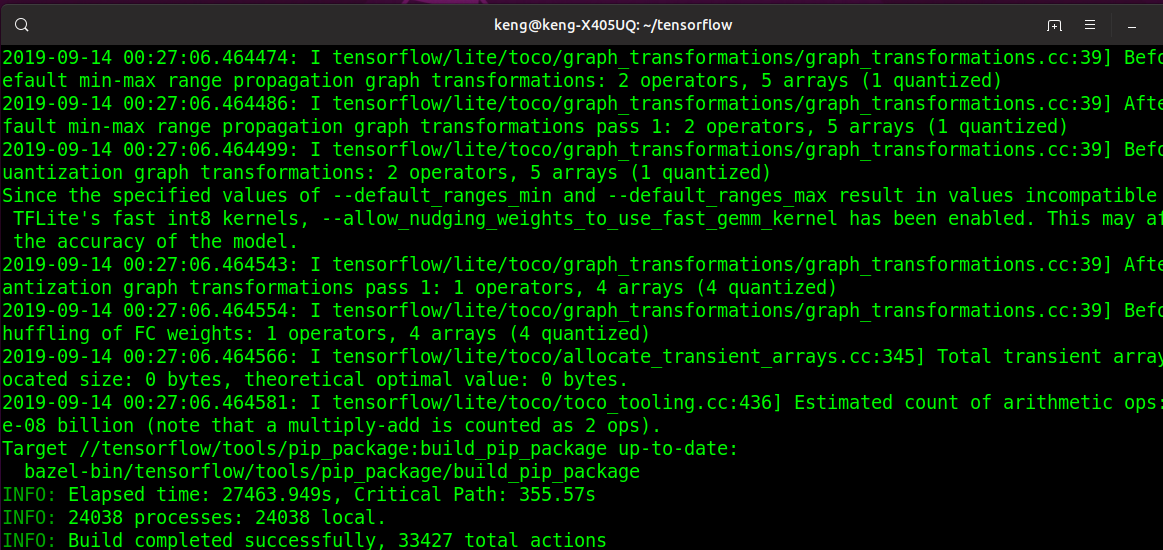 keng@keng-X405UQ: ~/tensorflow
2019-09-14 00:27:06.464474: I tensorflow/lite/toco/graph_transformations/graph_transformations.cc:39] Befo
efault min-max range propagation graph transformations: 2 operators, 5 arrays (1 quantized)
2019-09-14 00:27:06.464486: I tensorflow/lite/toco/graph_transformations/graph_transformations.cc:39] Afte
fault min-max range propagation graph transformations pass 1: 2 operators, 5 arrays (1 quantized)
2019-09-14 00:27:06.464499: I tensorflow/lite/toco/graph_transformations/graph_transformations.cc:39] Befo
uantization graph transformations: 2 operators, 5 arrays (1 quantized)
Since the specified values of --default_ranges_min and --default_ranges_max result in values incompatible
TFLite's fast int8 kernels, --allow_nudging_weights_to_use_fast_gemm_kernel has been enabled. This may af
the accuracy of the model.
2019-09-14 00:27:06.464543: I tensorflow/lite/toco/graph_transformations/graph_transformations.cc:39] Afte
antization graph transformations pass 1: 1 operators, 4 arrays (4 quantized)
2019-09-14 00:27:06.464554: I tensorflow/lite/toco/graph_transformations/graph_transformations.cc:39] Befo
huffling of FC weights: 1 operators, 4 arrays (4 quantized)
2019-09-14 00:27:06.464566: I tensorflow/lite/toco/allocate_transient_arrays.cc:345] Total transient array
ocated size: 0 bytes, theoretical optimal value: 0 bytes.
2019-09-14 00:27:06.464581: I tensorflow/lite/toco/toco_tooling.cc:436] Estimated count of arithmetic ops:
e-08 billion (note that a multiply-add is counted as 2 ops).
Target //tensorflow/tools/pip_package:build_pip_package up-to-date:
bazel-bin/tensorflow/tools/pip_package/build_pip_package
INFO: Elapsed time: 27463.949s, Critical Path: 355.57s
INFO: 24038 processes: 24038 local.
INFO: Build completed successfully, 33427 total actions